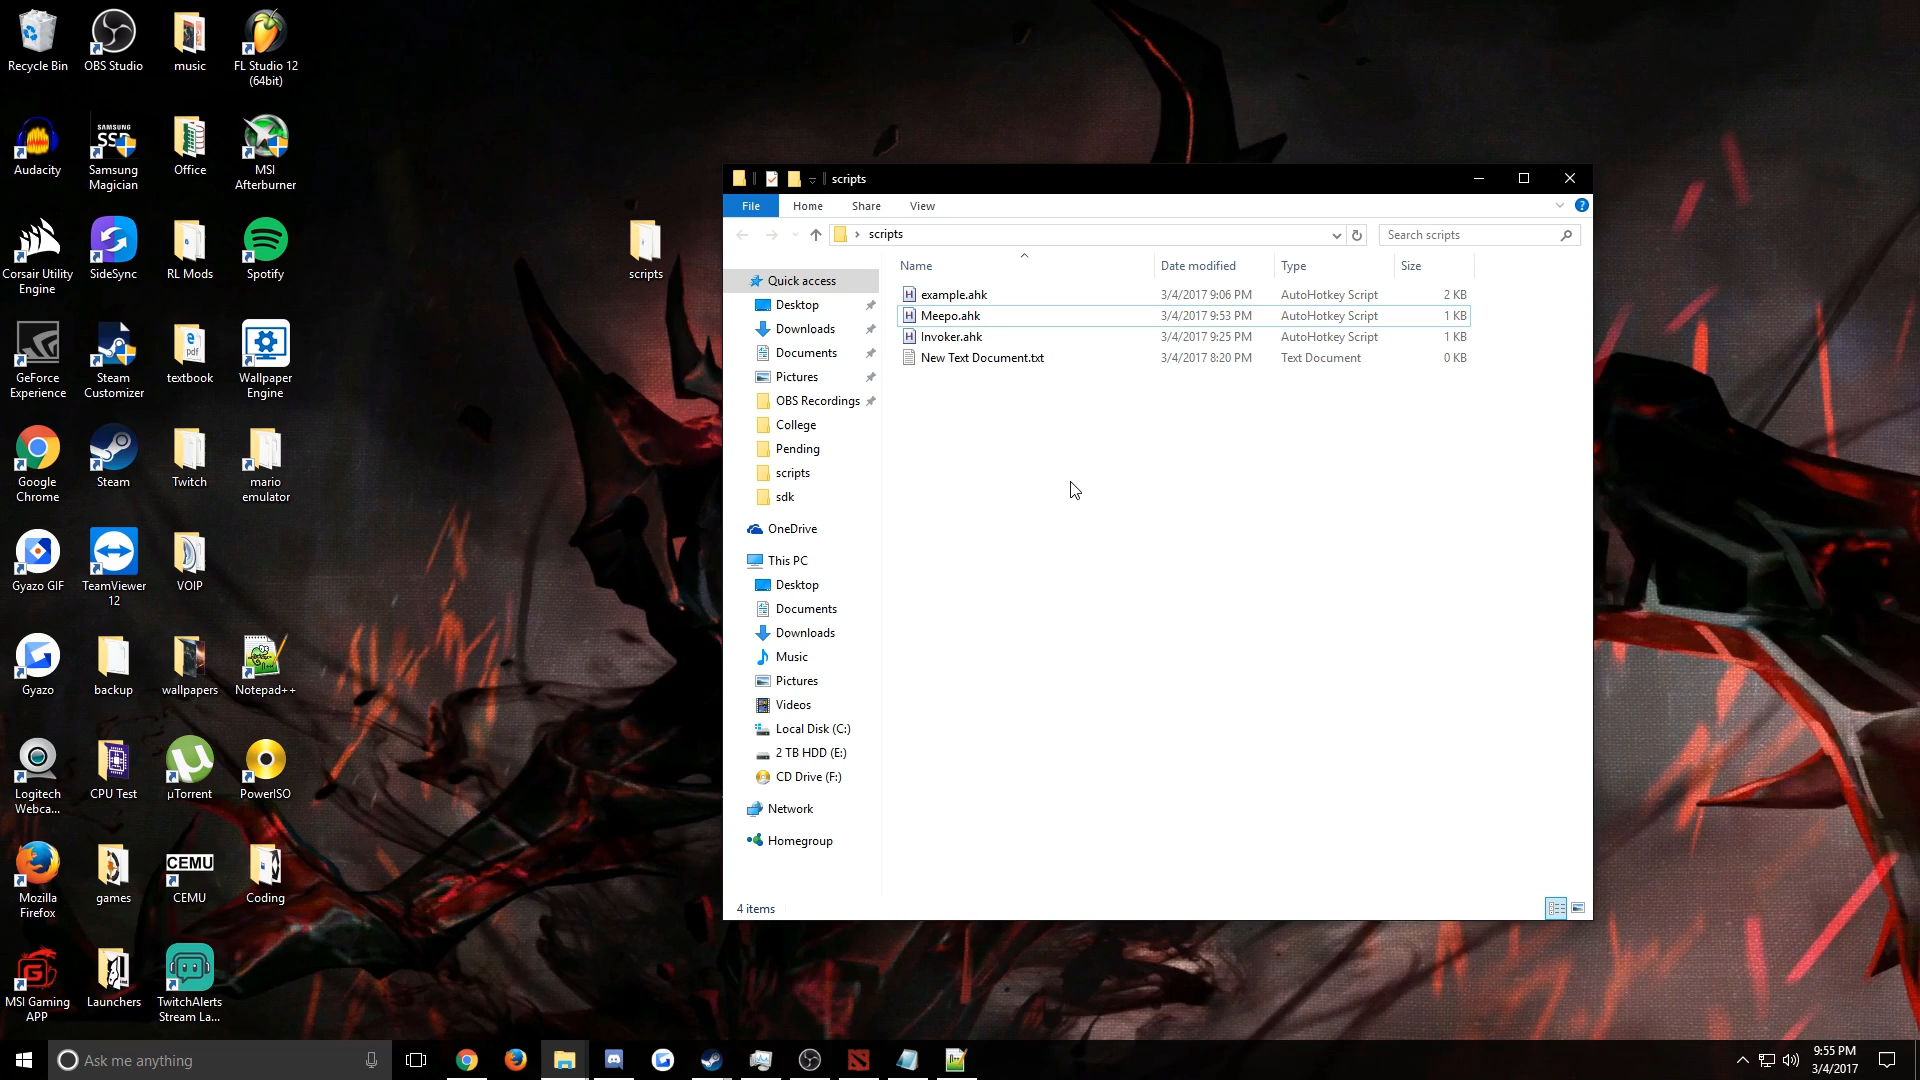 Recycle Bin
OBS Studio
music
FL Studio 12
(64bit)
Audacity
SAMSUNG
SSD
Samsung
Magician
Office
MSI
Afterburner
Corsair Utility
Engine
SideSync
RL Mods
Spotify
scripts
GeForce
Experience
Steam
Customizer
pdf
textbook
Wallpaper
Engine
Google
Chrome
Steam
Twitch
mario
emulator
Gyazo GIF
TeamViewer
12
VOIP
Gyazo
backup
wallpapers
Notepad++
Logitech
Webca...
CPU Test
µTorrent
PowerISO
Mozilla
Firefox
games
CEMU
CEMU
Coding
MSI Gaming
APP
Launchers
TwitchAlerts
Stream La...
scripts
File Home Share View
scripts
Search scripts
Name Date modified Type Size
example.ahk 3/4/2017 9:06 PM AutoHotkey Script 2 KB
Meepo.ahk 3/4/2017 9:53 PM AutoHotkey Script 1 KB
Invoker.ahk 3/4/2017 9:25 PM AutoHotkey Script 1 KB
New Text Document.txt 3/4/2017 8:20 PM Text Document 0 KB
Quick access
Desktop
Downloads
Documents
Pictures
OBS Recordings
College
Pending
scripts
sdk
OneDrive
This PC
Desktop
Documents
Downloads
Music
Pictures
Videos
Local Disk (C:)
2 TB HDD (E:)
CD Drive (F:)
Network
Homegroup
4 items
Ask me anything
9:55 PM
3/4/2017